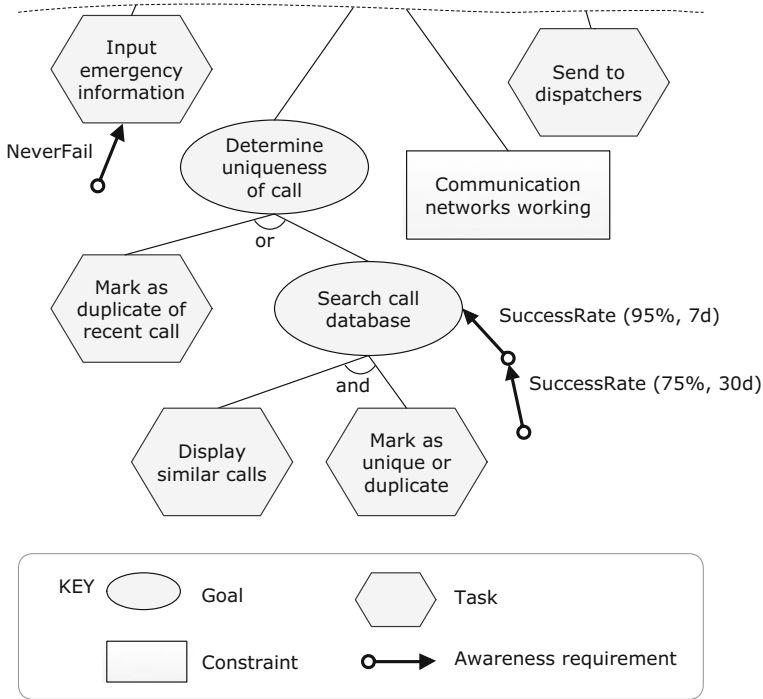 Input
emergency
information
Send to
dispatchers
NeverFail
Determine
uniqueness
of call
Communication
networks working
or
Mark as
duplicate of
recent call
Search call
database
SuccessRate (95%, 7d)
and
SuccessRate (75%, 30d)
Display
similar calls
Mark as
unique or
duplicate
KEY
Goal
Task
Constraint
Awareness requirement